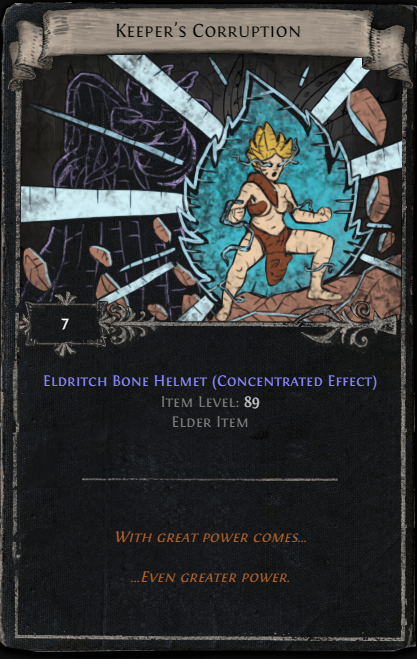 Keeper's Corruption
7
Eldritch Bone Helmet (Concentrated Effect)
Item Level: 89
Elder Item
With great power comes...
...Even greater power.